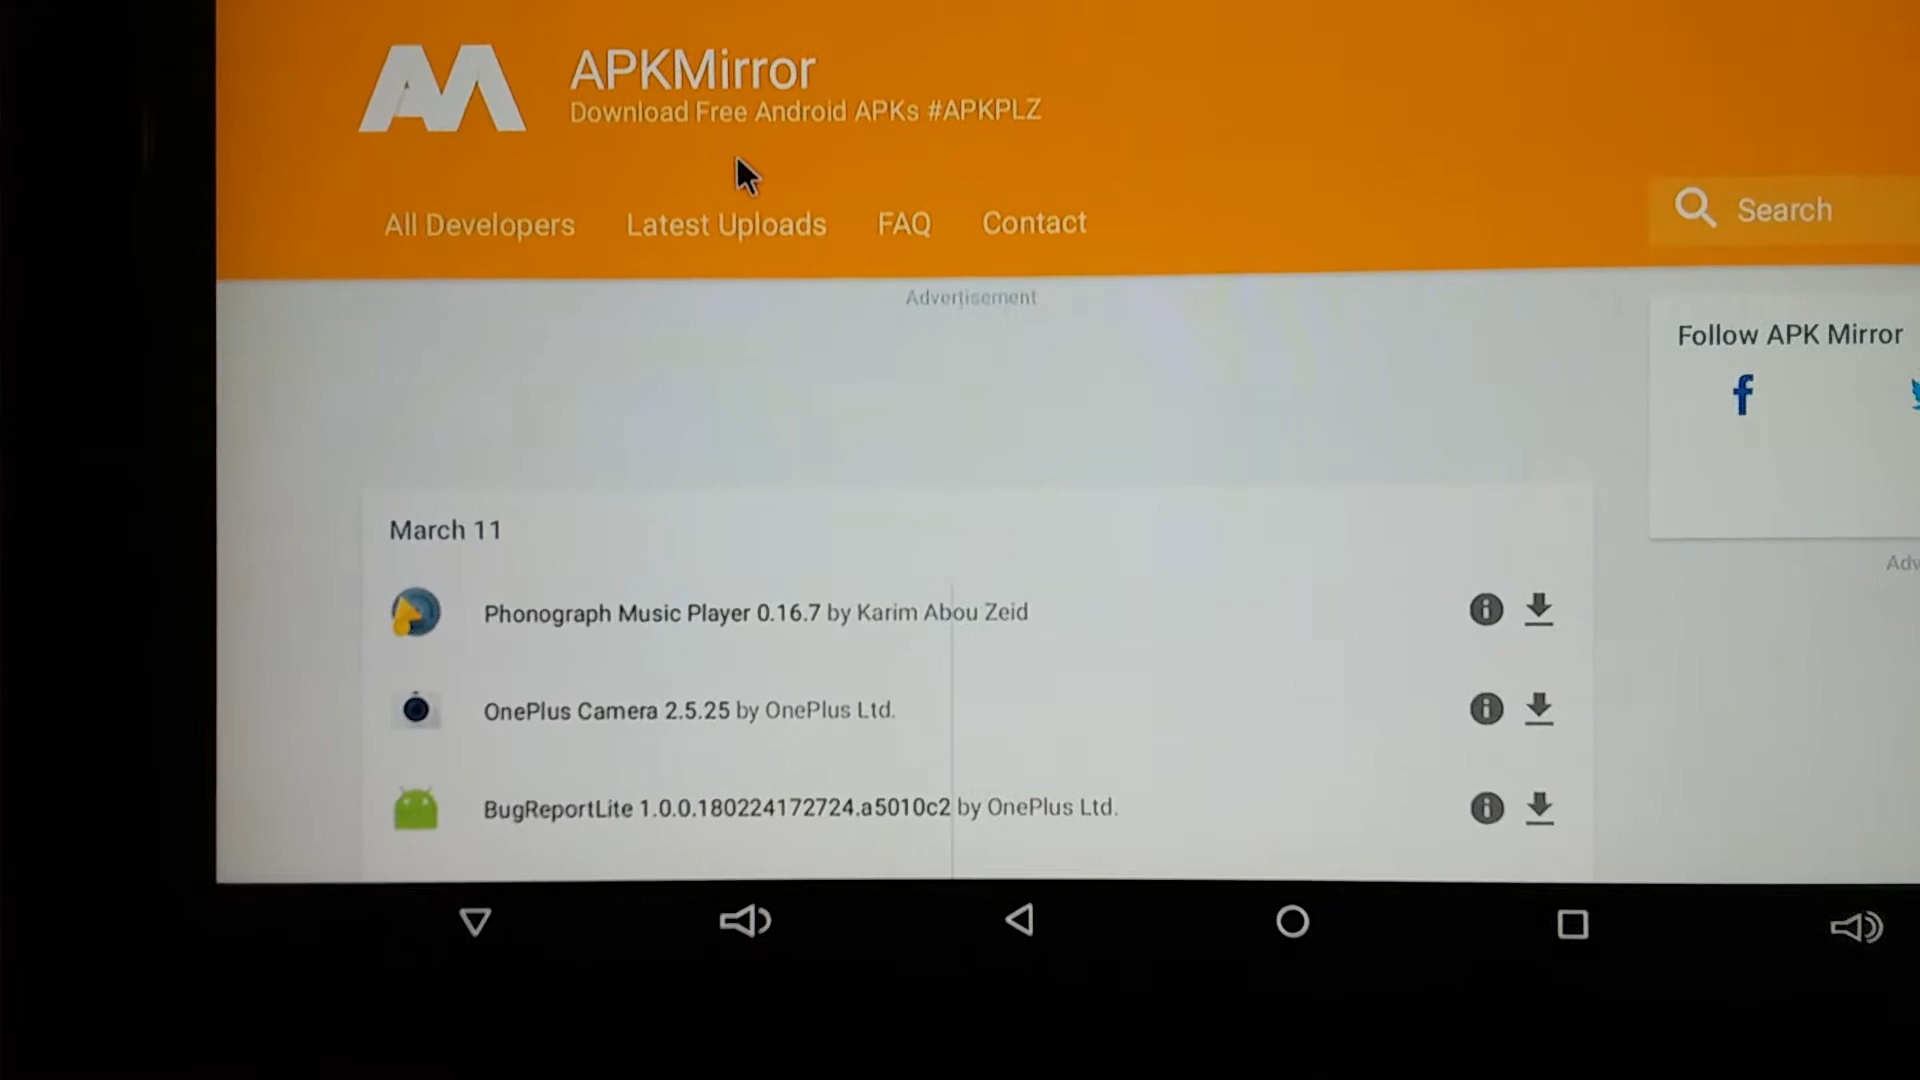 APKMirror
Download Free Android APKs #APKPLZ
All Developers Latest Uploads FAQ Contact
Search
Advertisement
Follow APK Mirror
March 11
Phonograph Music Player 0.16.7 by Karim Abou Zeid
OnePlus Camera 2.5.25 by OnePlus Ltd.
BugReportLite 1.0.0.180224172724.a5010c2 by OnePlus Ltd.
Adv